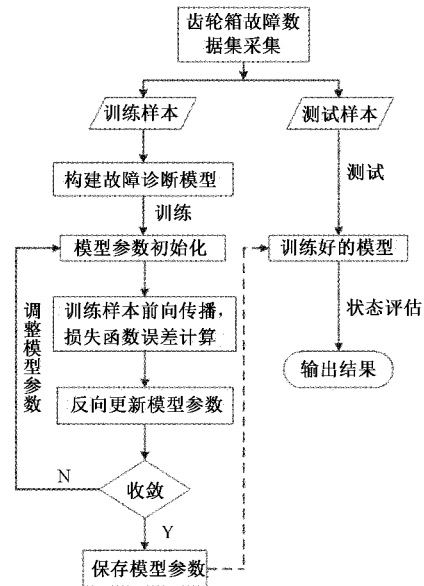 齿轮箱故障数
据集采集
训练样本
测试样本
构建故障诊断模型
测试
训练
模型参数初始化
训练好的模型
调整模型参数
训练样本前向传播，
损失函数误差计算
状态评估
反向更新模型参数
输出结果
N
收敛
Y
保存模型参数